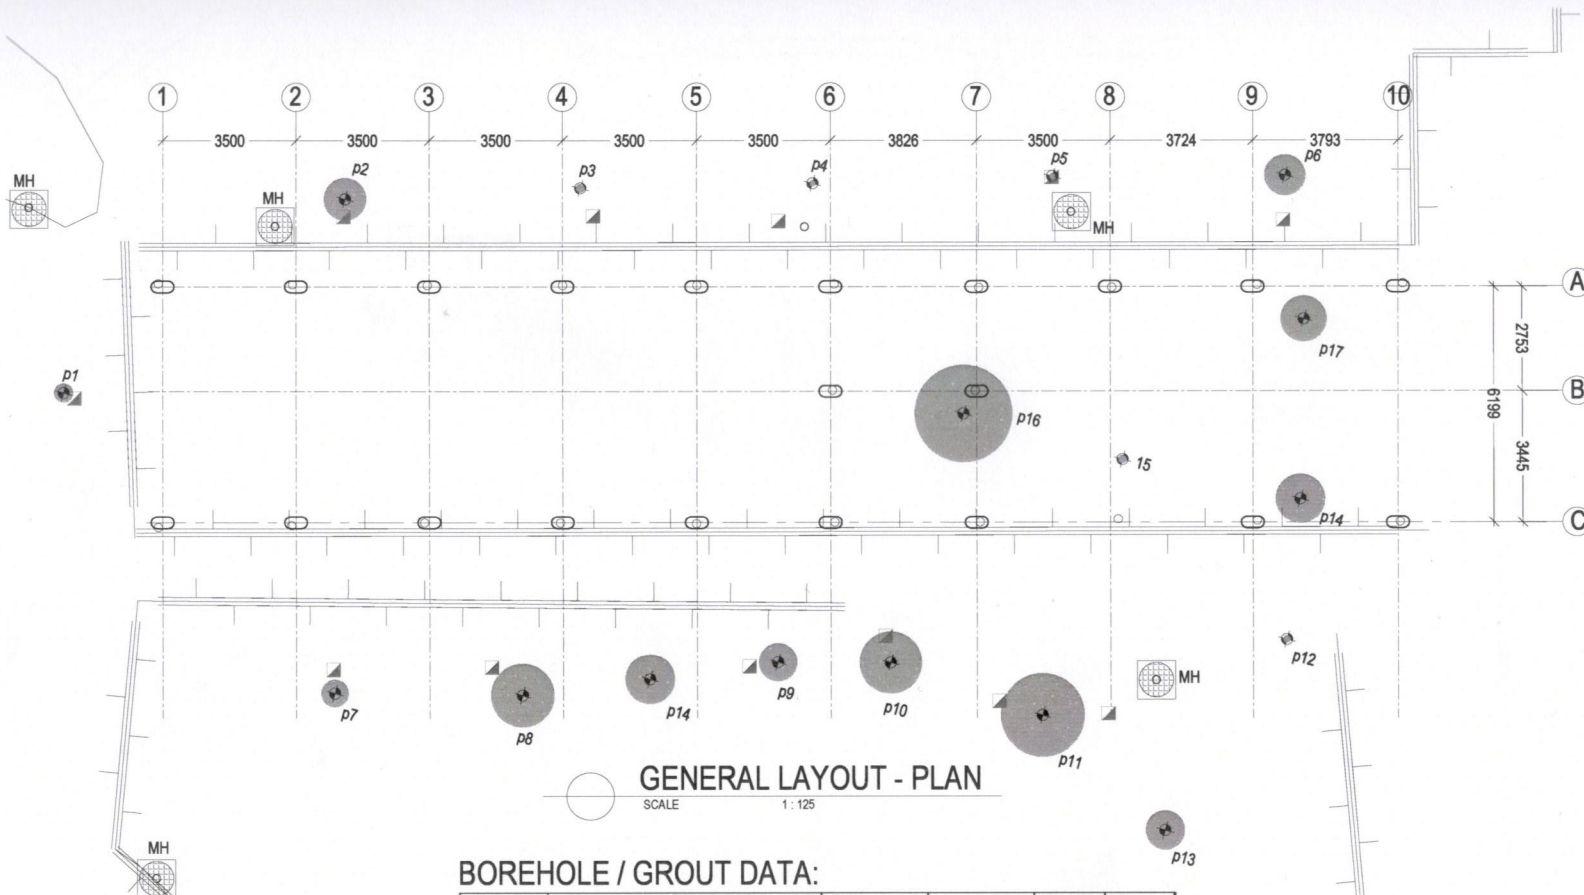 1 2 3 4 5 6 7 8 9 10
3500 3500 3500 3500 3500 3826 3500 3724 3793
p2 p3 p4 p5 p6
MH
MH
MH
A
2753
p17
p1
B
6199
p16
3445
15
p14
C
p12
MH
p7 p8 p14 p9 p10
p11
GENERAL LAYOUT - PLAN
SCALE 1 : 125
MH
p13
BOREHOLE / GROUT DATA: